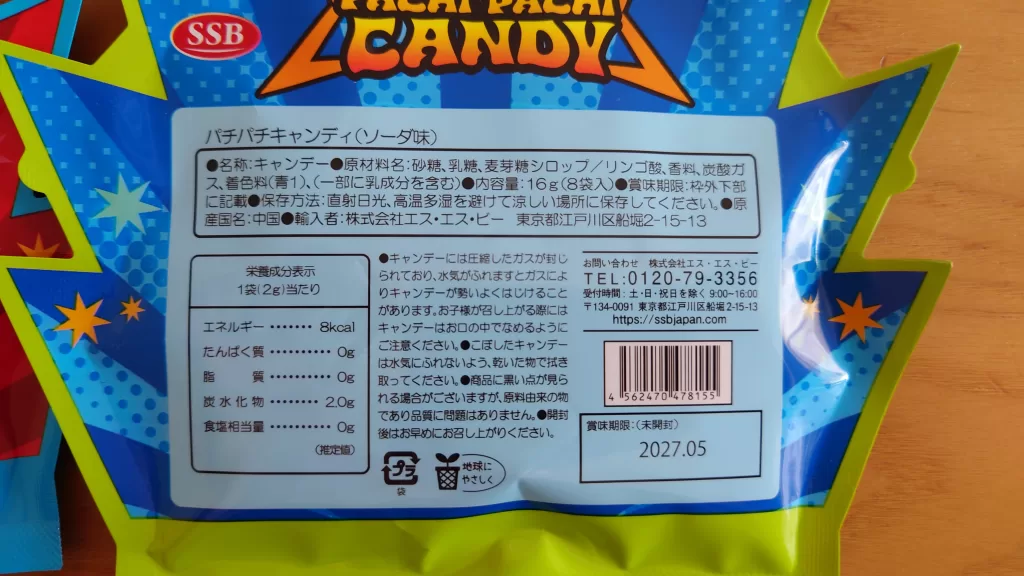 SSB
PACHI PACHI
CANDY
パチパチキャンディ(ソーダ味)
●名称:キャンデー●原材料名:砂糖、乳糖、麦芽糖シロップ/リンゴ酸、香料、炭酸ガ
ス、着色料(青1)、(一部に乳成分を含む)●内容量:16g(8袋入)●賞味期限:枠外下部
に記載●保存方法:直射日光、高温多湿を避けて涼しい場所に保存してください。●原
産国名:中国●輸入者:株式会社エス・エス・ビー 東京都江戸川区船堀2-15-13
栄養成分表示
1袋(2g)当たり
エネルギー ······· 8kcal
たんぱく質 ·········· 0g
脂 質 ·········· 0g
炭水化物 ·········· 2.0g
食塩相当量 ·········· 0g
(推定値)
●キャンデーには圧縮したガスが封じ
られており、水気がふれますとガスによ
りキャンデーが勢いよくはじけること
があります。お子様が召し上がる際には
キャンデーはお口の中でなめるように
ご注意ください。●こぼしたキャンデー
は水気にふれないよう、乾いた物で拭き
取ってください。●商品に黒い点が見ら
れる場合がございますが、原料由来の物
であり品質に問題はありません。●開封
後はお早めにお召し上がりください。
プラ
袋
地球に
やさしく
お問い合わせ 株式会社エス・エス・ビー
TEL:0120-79-3356
受付時間:土・日・祝日を除く 9:00~16:00
〒134-0091 東京都江戸川区船堀2-15-13
https://ssbjapan.com
4 562470 478155
賞味期限:(未開封)
2027.05